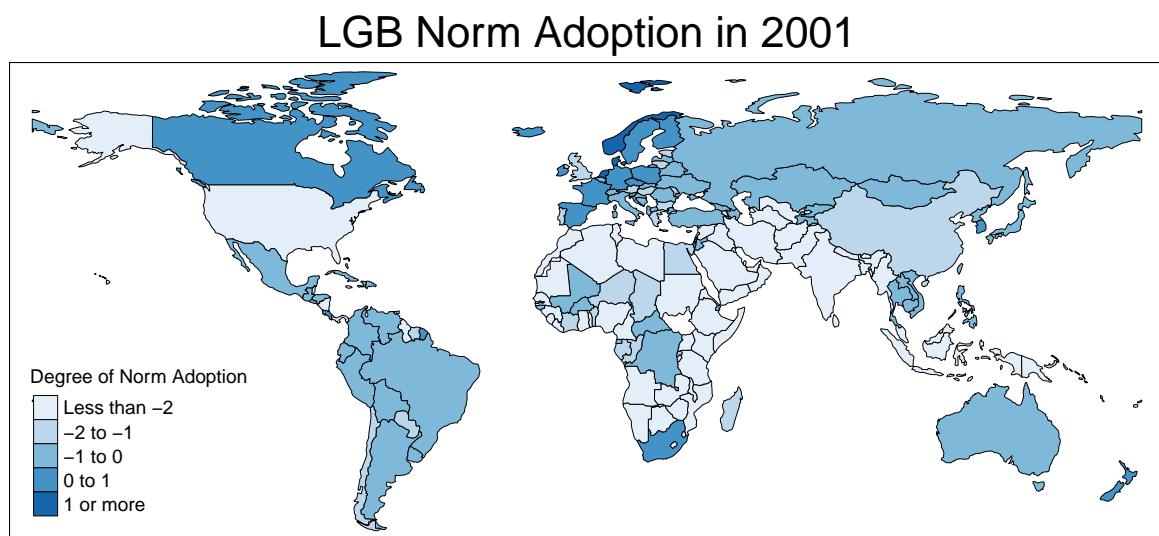 LGB Norm Adoption in 2001
Degree of Norm Adoption
Less than −2
−2 to −1
−1 to 0
0 to 1
1 or more